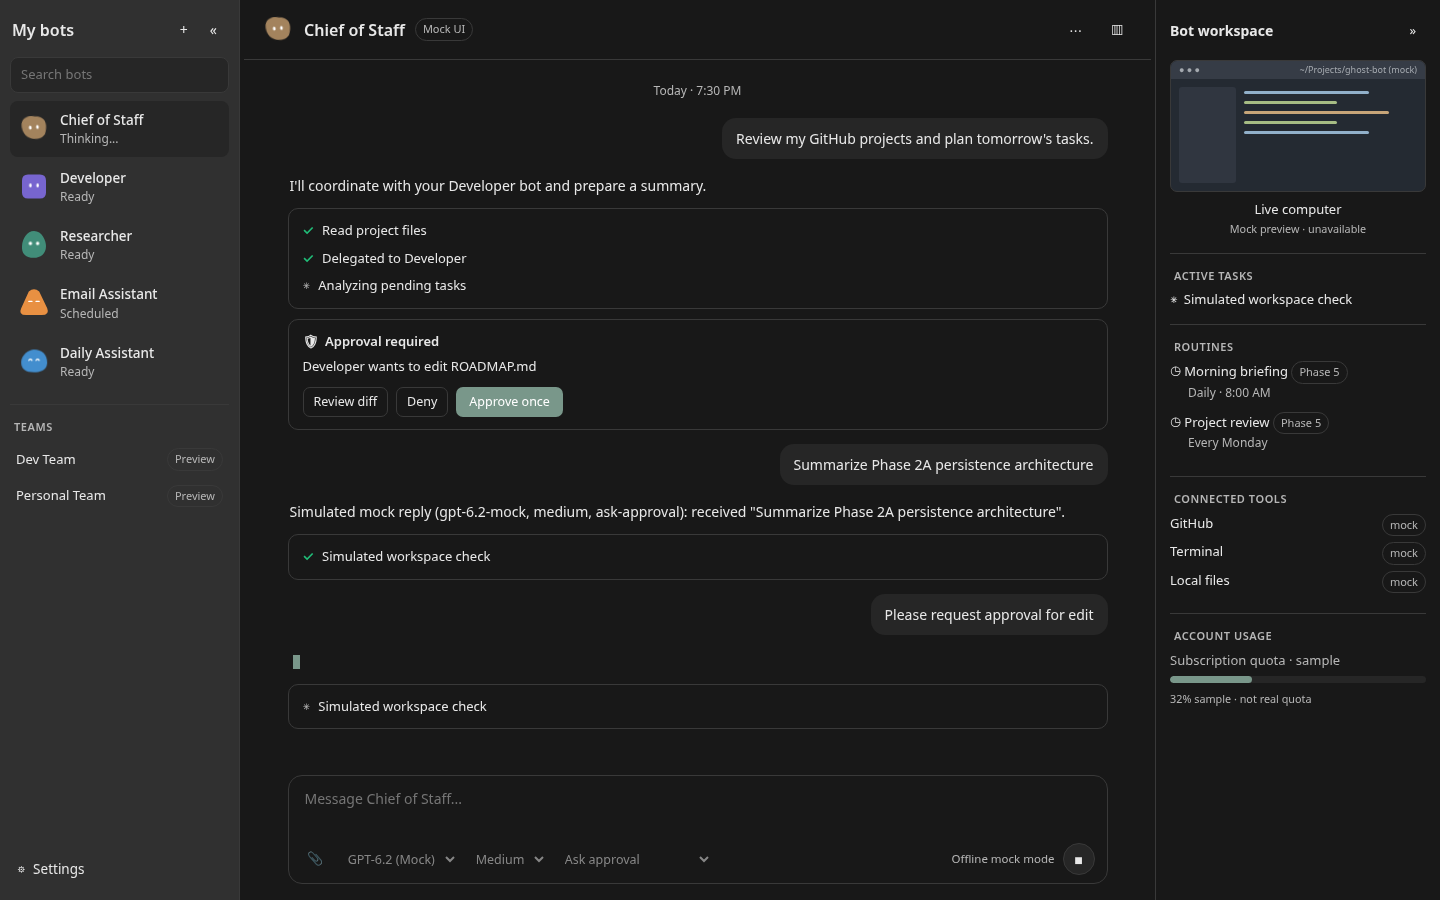 My bots
+
«
Search bots
Chief of Staff
Thinking...
Developer
Ready
Researcher
Ready
Email Assistant
Scheduled
Daily Assistant
Ready
TEAMS
Dev Team Preview
Personal Team Preview
Settings
Chief of Staff Mock UI
...
Today · 7:30 PM
Review my GitHub projects and plan tomorrow's tasks.
I'll coordinate with your Developer bot and prepare a summary.
Read project files
Delegated to Developer
Analyzing pending tasks
Approval required
Developer wants to edit ROADMAP.md
Review diff Deny Approve once
Summarize Phase 2A persistence architecture
Simulated mock reply (gpt-6.2-mock, medium, ask-approval): received "Summarize Phase 2A persistence architecture".
Simulated workspace check
Please request approval for edit
Simulated workspace check
Message Chief of Staff...
GPT-6.2 (Mock) Medium Ask approval Offline mock mode
Bot workspace »
~/Projects/ghost-bot (mock)
Live computer
Mock preview · unavailable
ACTIVE TASKS
Simulated workspace check
ROUTINES
Morning briefing Phase 5
Daily · 8:00 AM
Project review Phase 5
Every Monday
CONNECTED TOOLS
GitHub mock
Terminal mock
Local files mock
ACCOUNT USAGE
Subscription quota · sample
32% sample · not real quota